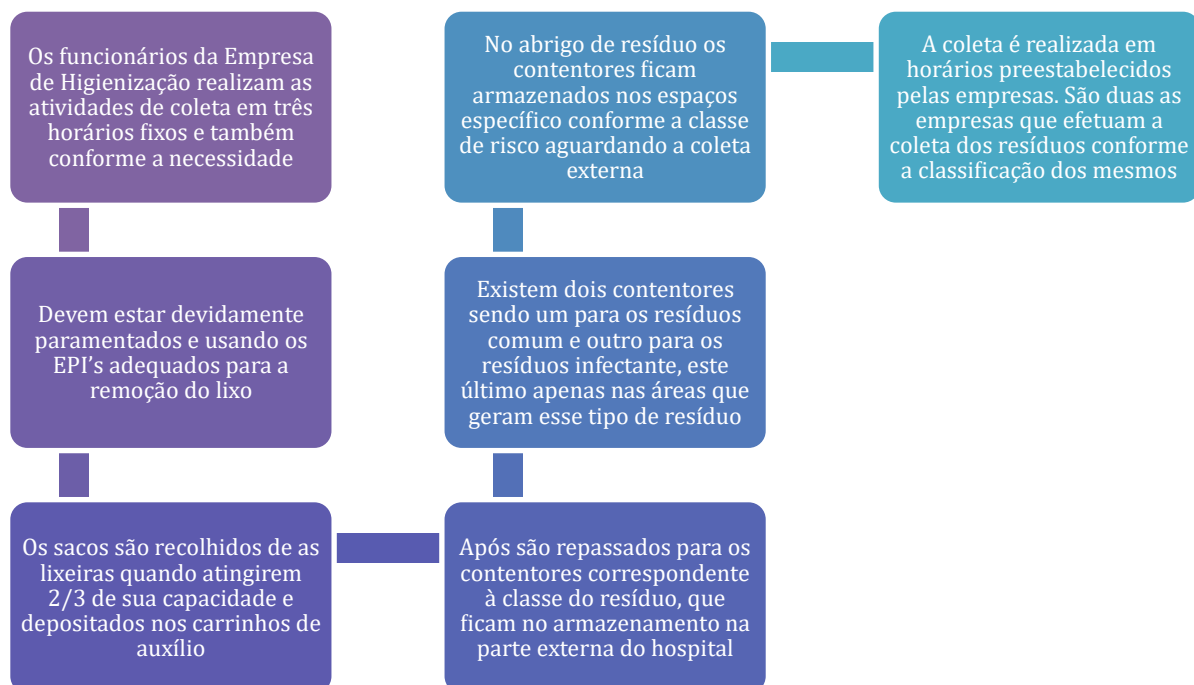 Os funcionários da Empresa
de Higienização realizam as
atividades de coleta em três
horários fixos e também
conforme a necessidade
Devem estar devidamente
paramentados e usando os
EPI's adequados para a
remoção do lixo
Os sacos são recolhidos de as
lixeiras quando atingirem
2/3 de sua capacidade e
depositados nos carrinhos de
auxílio
Após são repassados para os
contentores correspondente
à classe do resíduo, que
ficam no armazenamento na
parte externa do hospital
Existem dois contentores
sendo um para os resíduos
comum e outro para os
resíduos infectante, este
último apenas nas áreas que
geram esse tipo de resíduo
No abrigo de resíduo os
contentores ficam
armazenados nos espaços
específico conforme a classe
de risco aguardando a coleta
externa
A coleta é realizada em
horários preestabelecidos
pelas empresas. São duas as
empresas que efetuam a
coleta dos resíduos conforme
a classificação dos mesmos